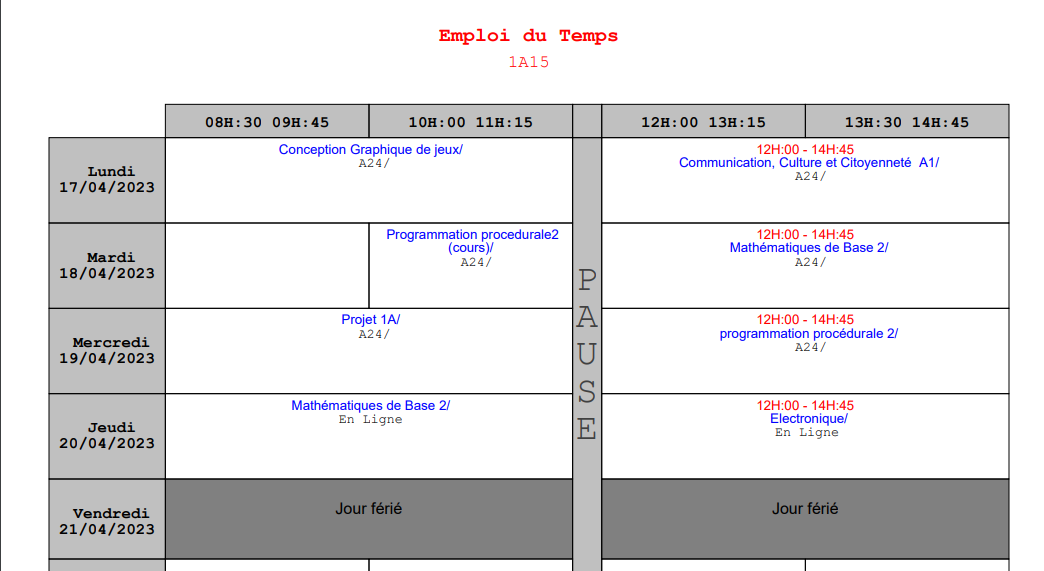 Emploi du Temps
1A15
08H:30 09H:45
10H:00 11H:15
12H:00 13H:15
13H:30 14H:45
Lundi
17/04/2023
Conception Graphique de jeux/
A24/
12H:00 - 14H:45
Communication, Culture et Citoyenneté  A1/
A24/
Mardi
18/04/2023
Programmation procedurale2
(cours)/
A24/
12H:00 - 14H:45
Mathématiques de Base 2/
A24/
P
A
U
S
E
Mercredi
19/04/2023
Projet 1A/
A24/
12H:00 - 14H:45
programmation procédurale 2/
A24/
Jeudi
20/04/2023
Mathématiques de Base 2/
En Ligne
12H:00 - 14H:45
Electronique/
En Ligne
Vendredi
21/04/2023
Jour férié
Jour férié